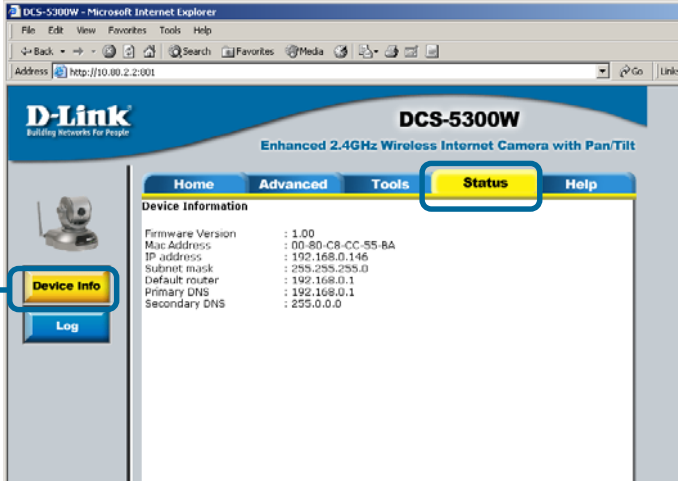 DCS-5300W - Microsoft Internet Explorer
File Edit View Favorites Tools Help
Back Search Favorites Media
Address http://10.80.2.2:801 Go Links
D-Link
Building Networks For People
DCS-5300W
Enhanced 2.4GHz Wireless Internet Camera with Pan/Tilt
Home Advanced Tools Status Help
Device Information
Firmware Version : 1.00
Mac Address : 00-80-C8-CC-55-BA
IP address : 192.168.0.146
Subnet mask : 255.255.255.0
Default router : 192.168.0.1
Primary DNS : 192.168.0.1
Secondary DNS : 255.0.0.0
Device Info
Log